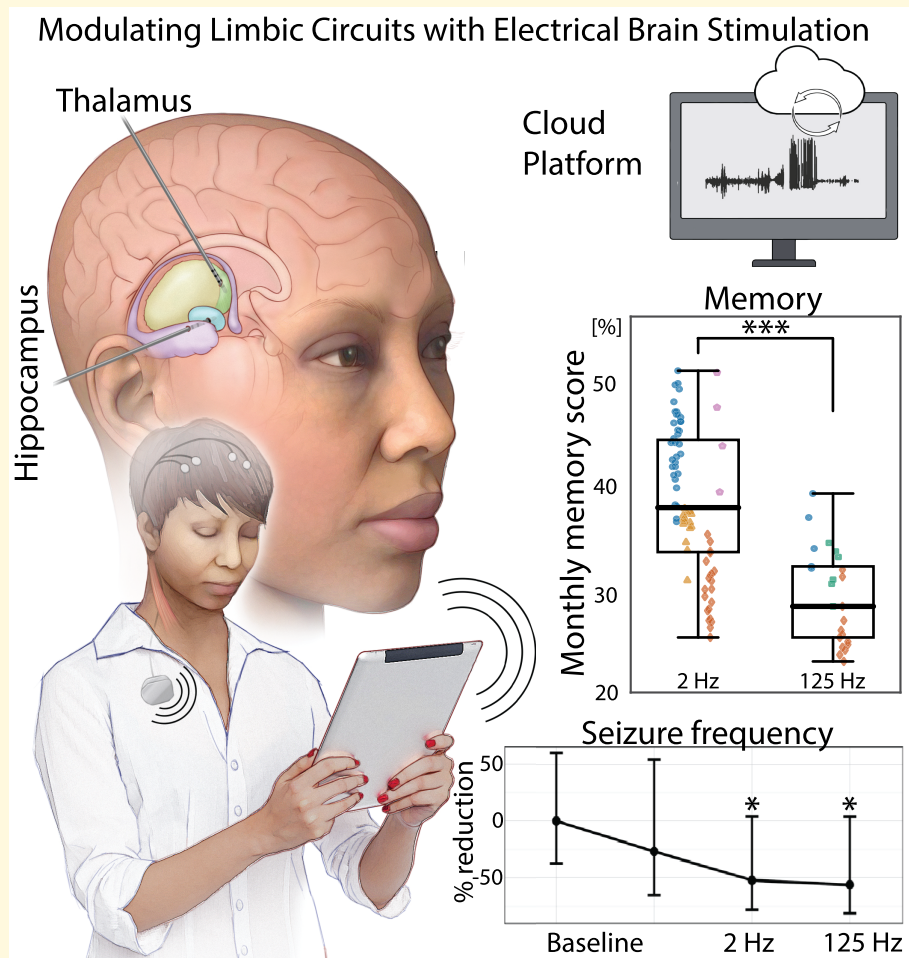 Modulating Limbic Circuits with Electrical Brain Stimulation
Thalamus
Hippocampus
Cloud
Platform
Memory
[%]
***
Monthly memory score
50
40
30
20
2 Hz
125 Hz
Seizure frequency
% reduction
50
0
-50
*
*
Baseline
2 Hz
125 Hz